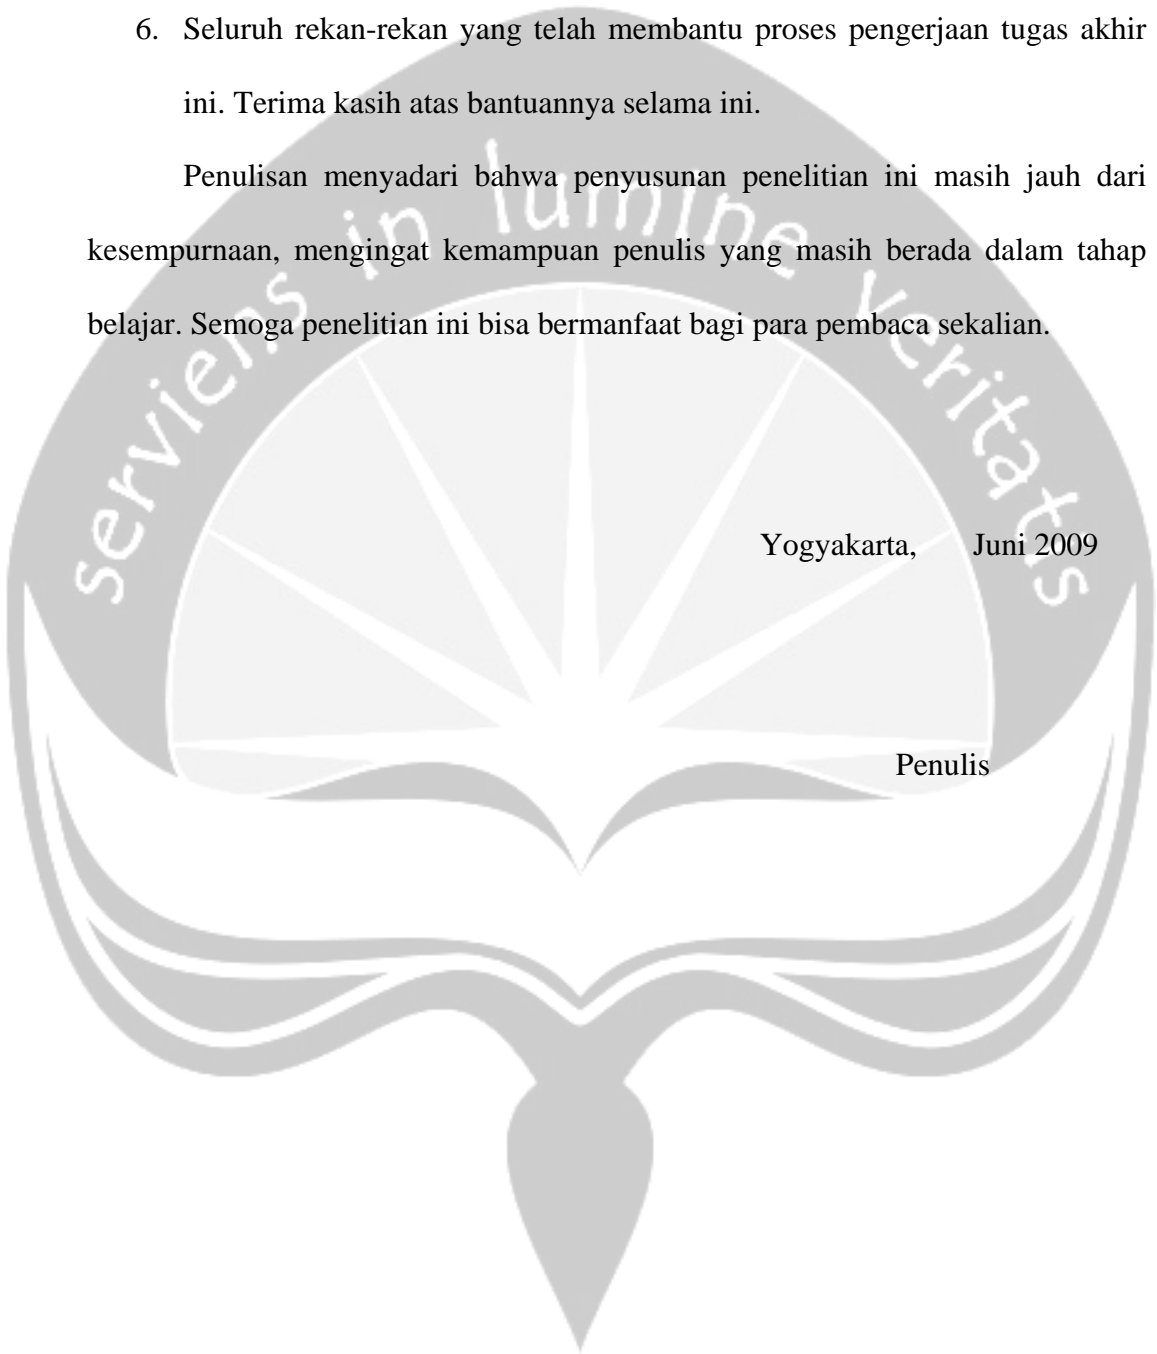 6. Seluruh rekan-rekan yang telah membantu proses pengerjaan tugas akhir
ini. Terima kasih atas bantuannya selama ini.
Penulisan menyadari bahwa penyusunan penelitian ini masih jauh dari
kesempurnaan, mengingat kemampuan penulis yang masih berada dalam tahap
belajar. Semoga penelitian ini bisa bermanfaat bagi para pembaca sekalian.
serviens in lumine veritatis
Yogyakarta, Juni 2009
Penulis